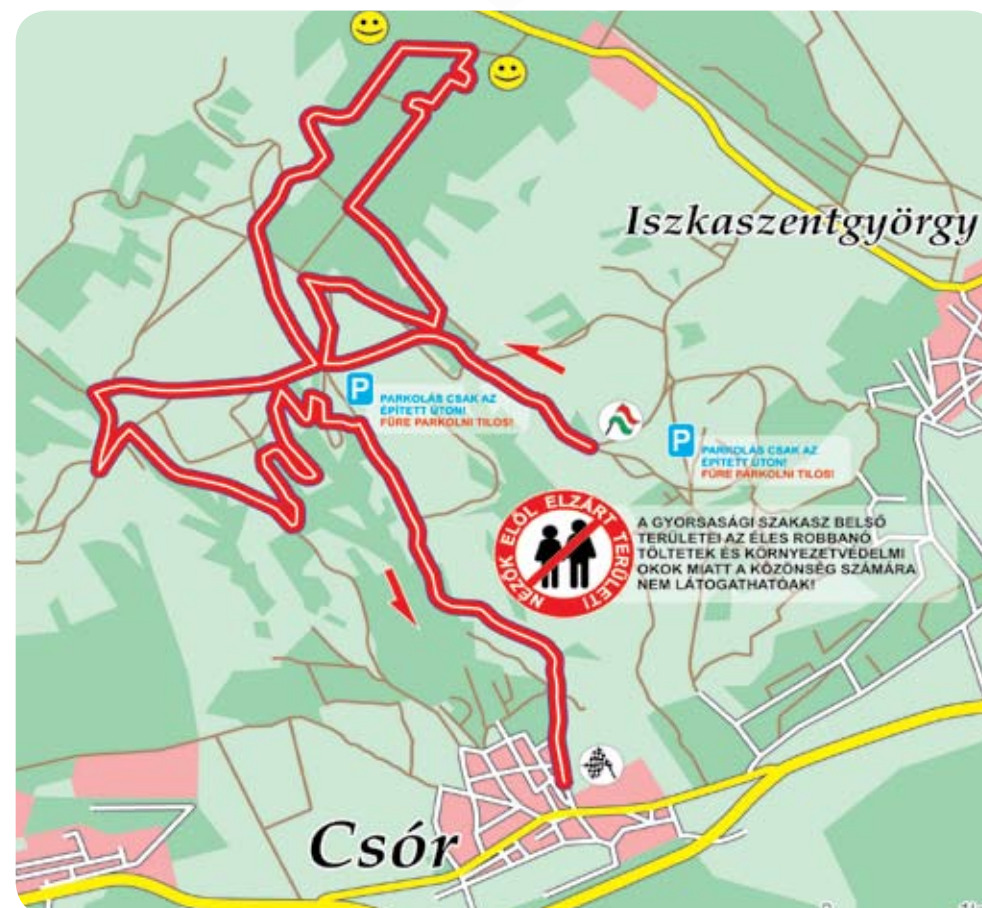 Iszkaszentgyörgy
P
PARKOLÁS CSAK AZ
ÉPÍTETT ÚTON!
FŰRE PARKOLNI TILOS!
P
PARKOLÁS CSAK AZ
ÉPÍTETT ÚTON!
FŰRE PARKOLNI TILOS!
NÉZŐK ELŐL ELZÁRT TERÜLET!
A GYORSASÁGI SZAKASZ BELSŐ
TERÜLETEI AZ ÉLES ROBBANÓ
TÖLTETEK ÉS KÖRNYEZETVÉDELMI
OKOK MIATT A KÖZÖNSÉG SZÁMÁRA
NEM LÁTOGATHATÓAK!
Csór